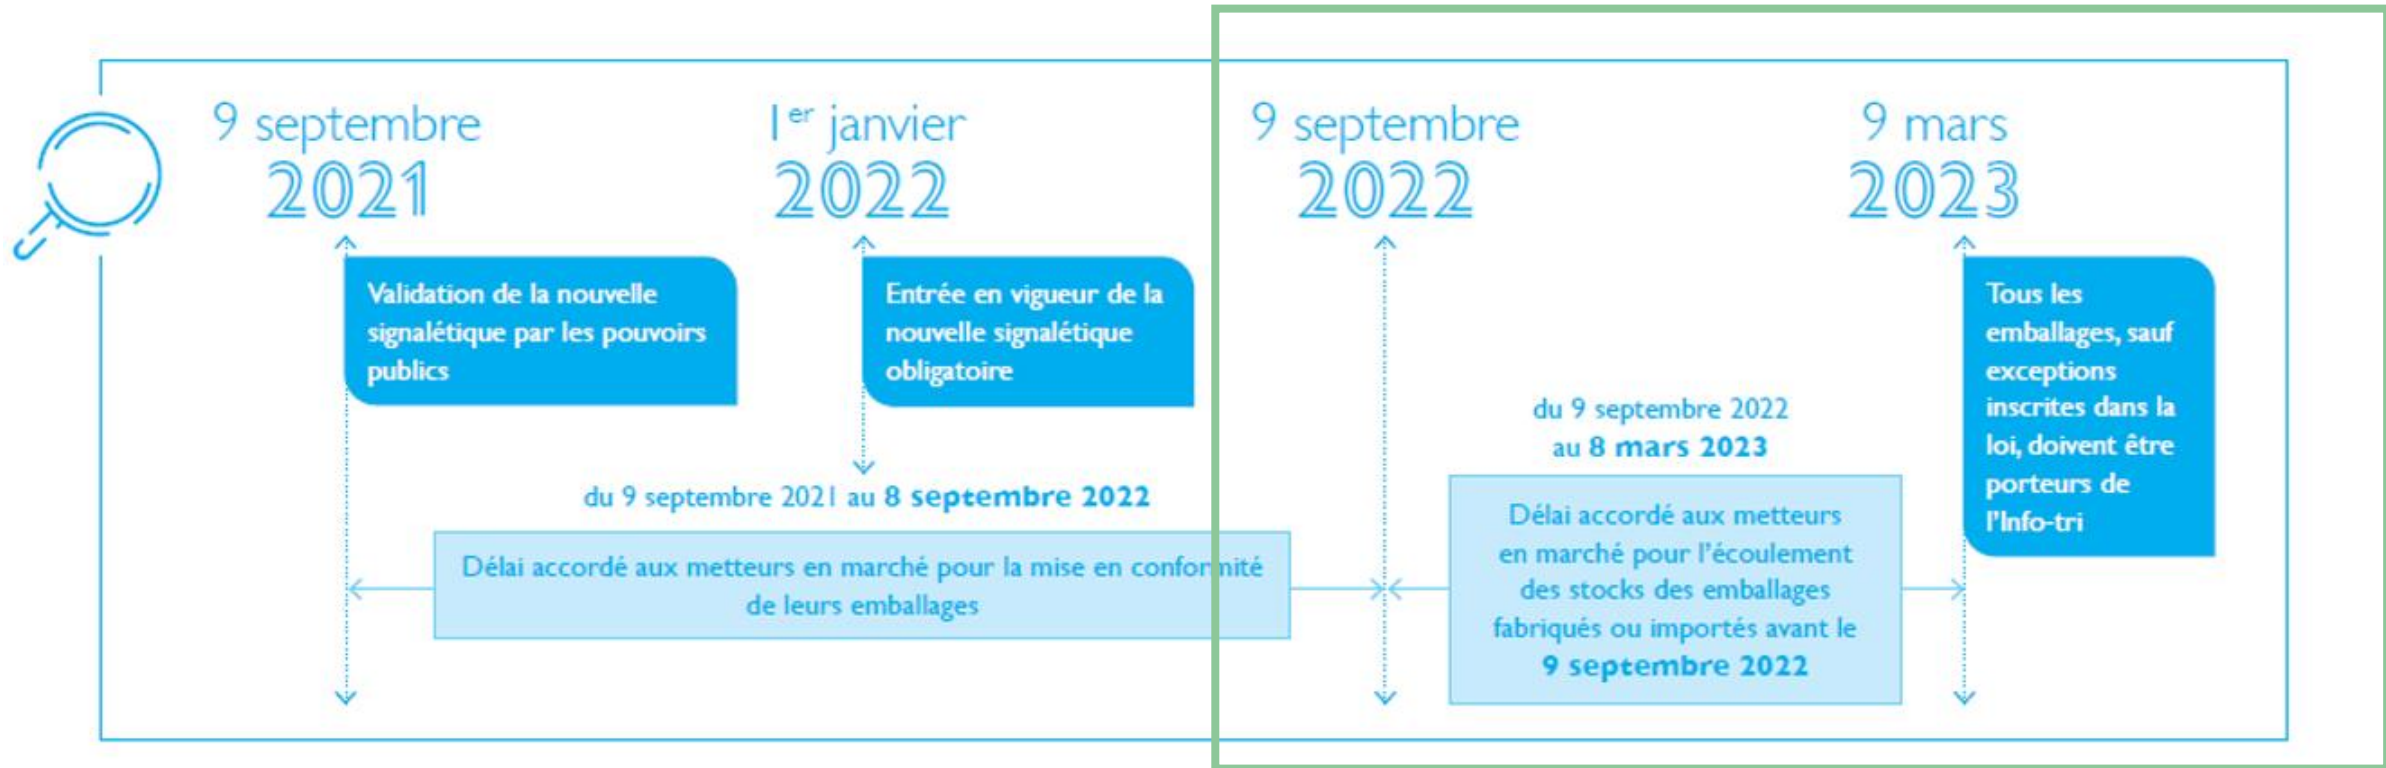 9 septembre
2021
1er janvier
2022
9 septembre
2022
9 mars
2023
Validation de la nouvelle
signalétique par les pouvoirs
publics
Entrée en vigueur de la
nouvelle signalétique
obligatoire
Tous les
emballages, sauf
exceptions
inscrites dans la
loi, doivent être
porteurs de
l'Info-tri
du 9 septembre 2021 au 8 septembre 2022
Délai accordé aux metteurs en marché pour la mise en conformité
de leurs emballages
du 9 septembre 2022
au 8 mars 2023
Délai accordé aux metteurs
en marché pour l'écoulement
des stocks des emballages
fabriqués ou importés avant le
9 septembre 2022